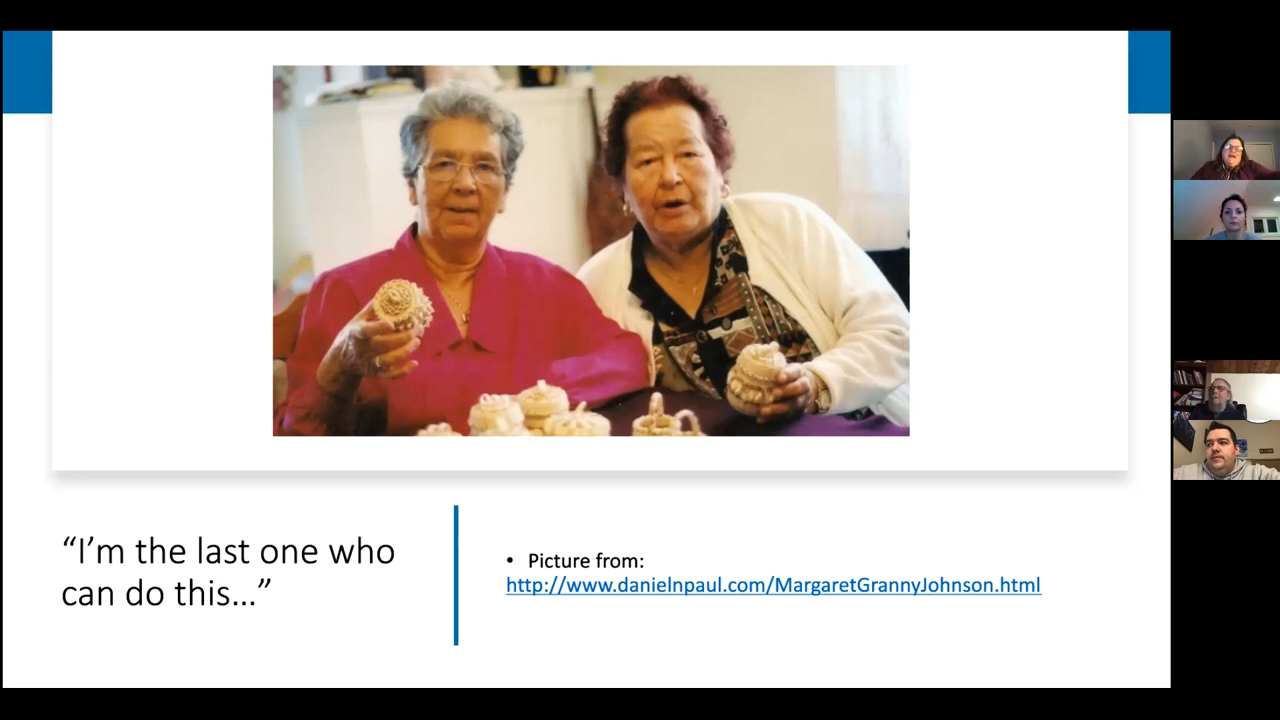 “I’m the last one who
can do this…”
• Picture from:
http://www.danielnpaul.com/MargaretGrannyJohnson.html